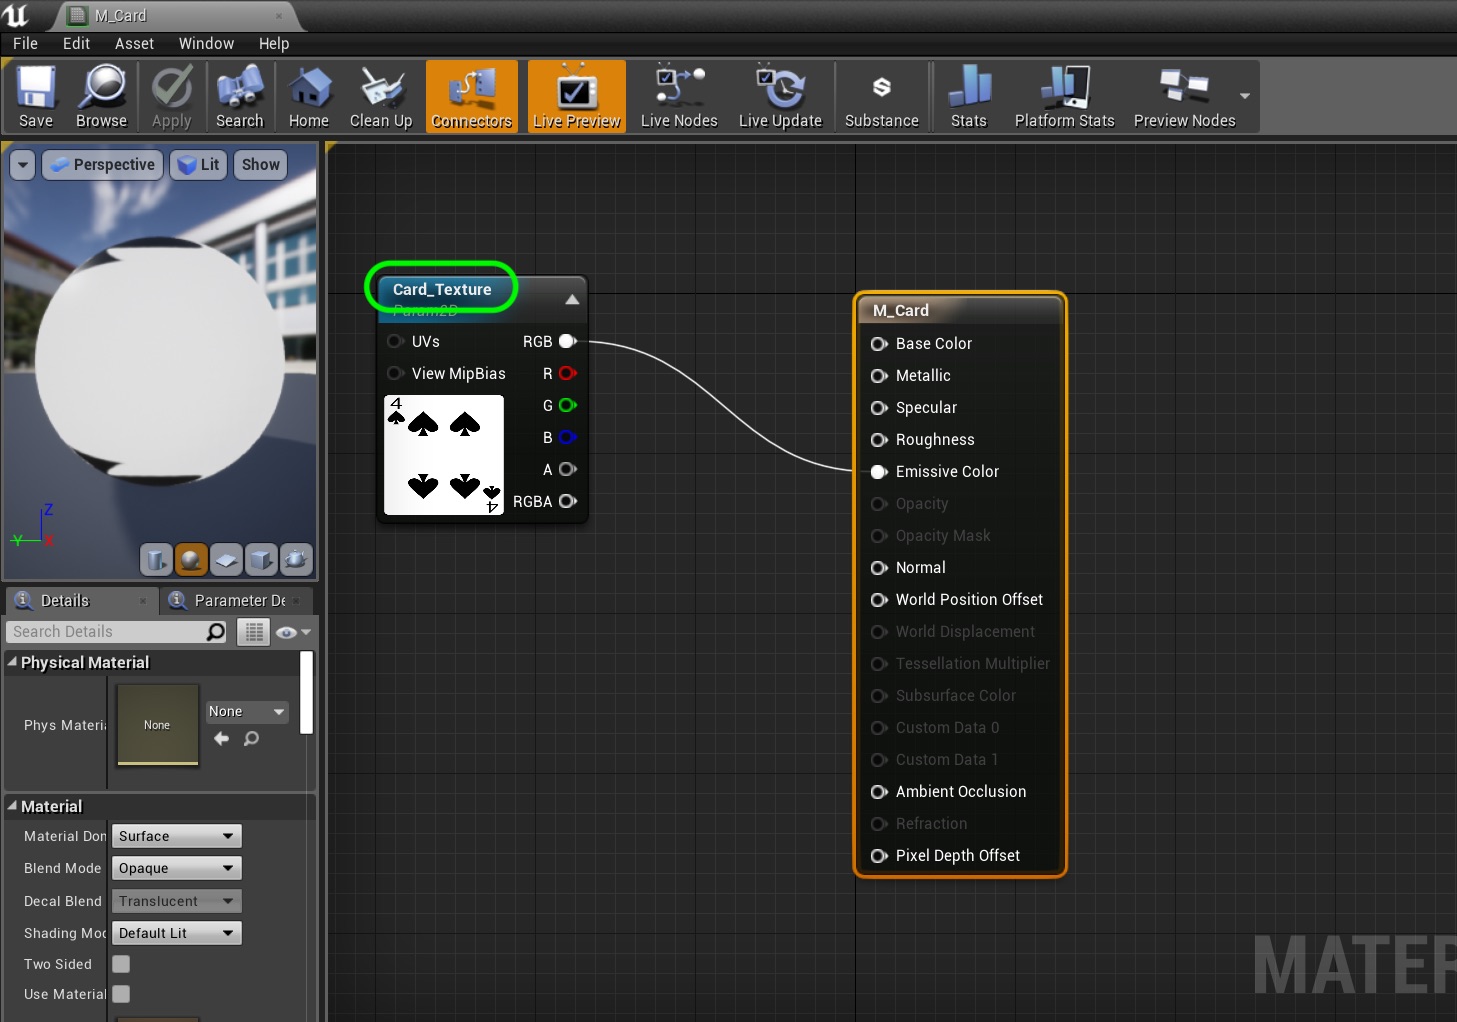 M_Card
File Edit Asset Window Help
Save Browse Apply Search Home Clean Up Connectors Live Preview Live Nodes Live Update Substance Stats Platform Stats Preview Nodes
Perspective Lit Show
Card_Texture
Param2D
UVs RGB
View MipBias R
G
B
A
RGBA
4
4
M_Card
Base Color
Metallic
Specular
Roughness
Emissive Color
Opacity
Opacity Mask
Normal
World Position Offset
World Displacement
Tessellation Multiplier
Subsurface Color
Custom Data 0
Custom Data 1
Ambient Occlusion
Refraction
Pixel Depth Offset
Z
Y X
Details Parameter De
Search Details
Physical Material
Phys Materia None None
Material
Material Dom Surface
Blend Mode Opaque
Decal Blend Translucent
Shading Mod Default Lit
Two Sided
Use Material
MATER